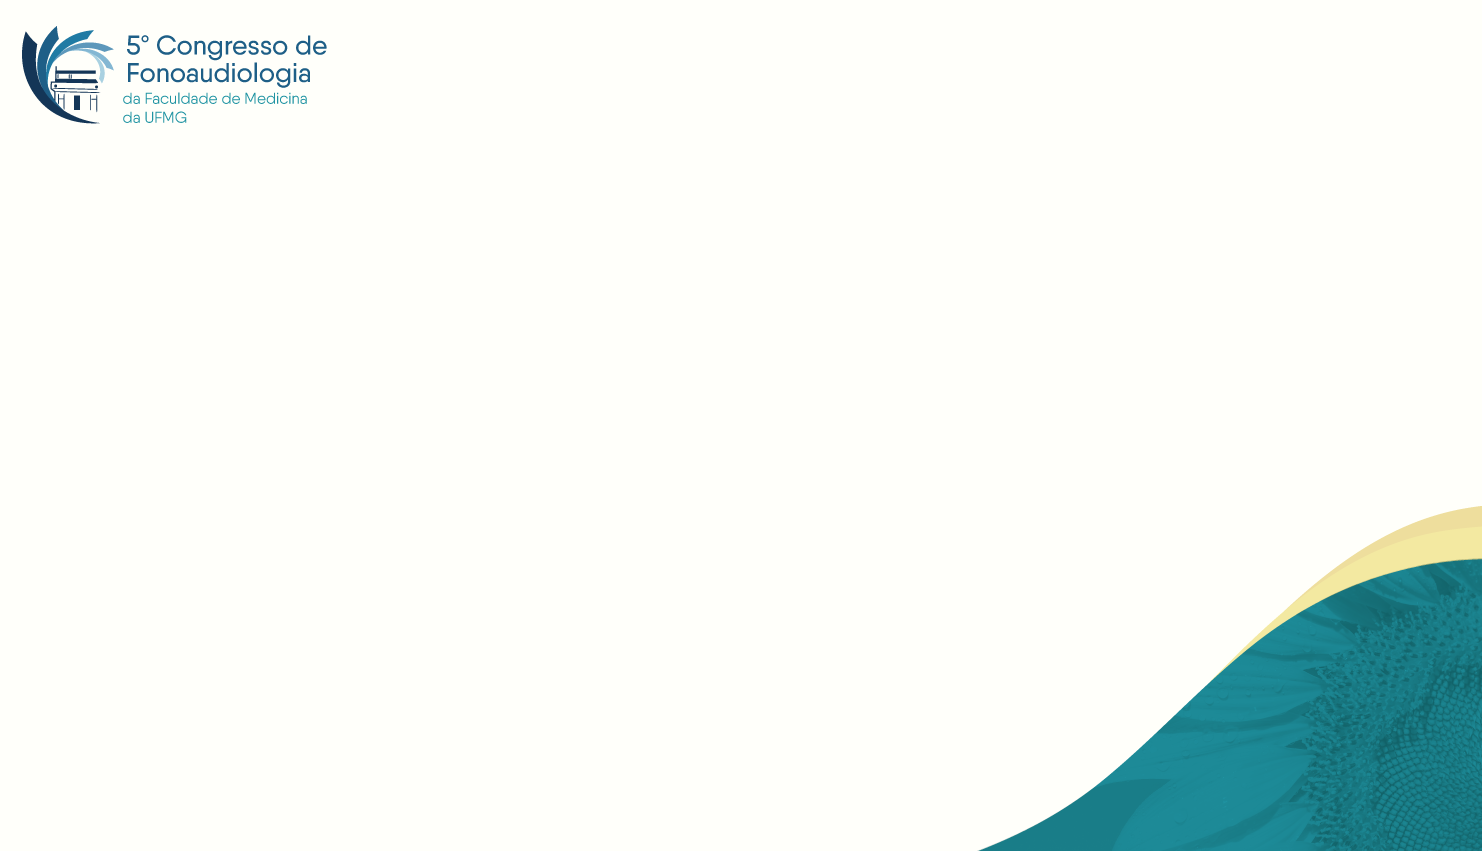 5° Congresso de
Fonoaudiologia
da Faculdade de Medicina
da UFMG